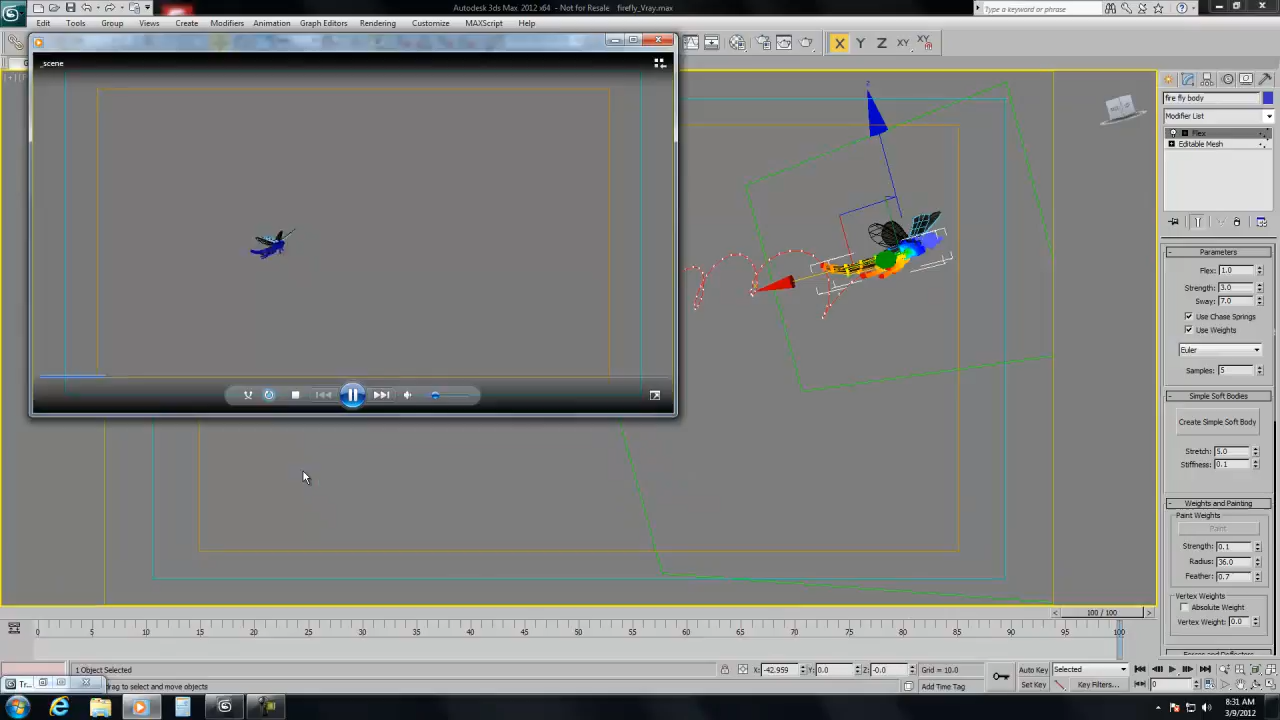 Autodesk 3ds Max 2012 x64 - Not for Resale firefly_Vray.max
Type a keyword or phrase
Edit Tools Group Views Create Modifiers Animation Graph Editors Rendering Customize MAXScript Help
X Y Z XY XY
_scene
fire fly body
Modifier List
Flex
Editable Mesh
Parameters
Flex: 1.0
Strength: 3.0
Sway: 7.0
Use Chase Springs
Use Weights
Euler
Samples: 5
Simple Soft Bodies
Create Simple Soft Body
Stretch: 5.0
Stiffness: 0.1
Weights and Painting
Paint Weights
Paint
Strength: 0.1
Radius: 36.0
Feather: 0.7
Vertex Weights
Absolute Weight
Vertex Weight: 0.0
Forces and Deflectors
z
100 / 100
0 5 10 15 20 25 30 35 40 45 50 55 60 65 70 75 80 85 90 95 100
1 Object Selected
X: -42.959 Y: 0.0 Z: -0.0 Grid = 10.0
Auto Key Selected
drag to select and move objects
Add Time Tag
Set Key Key Filters... 0
Tr...
8:31 AM
3/9/2012